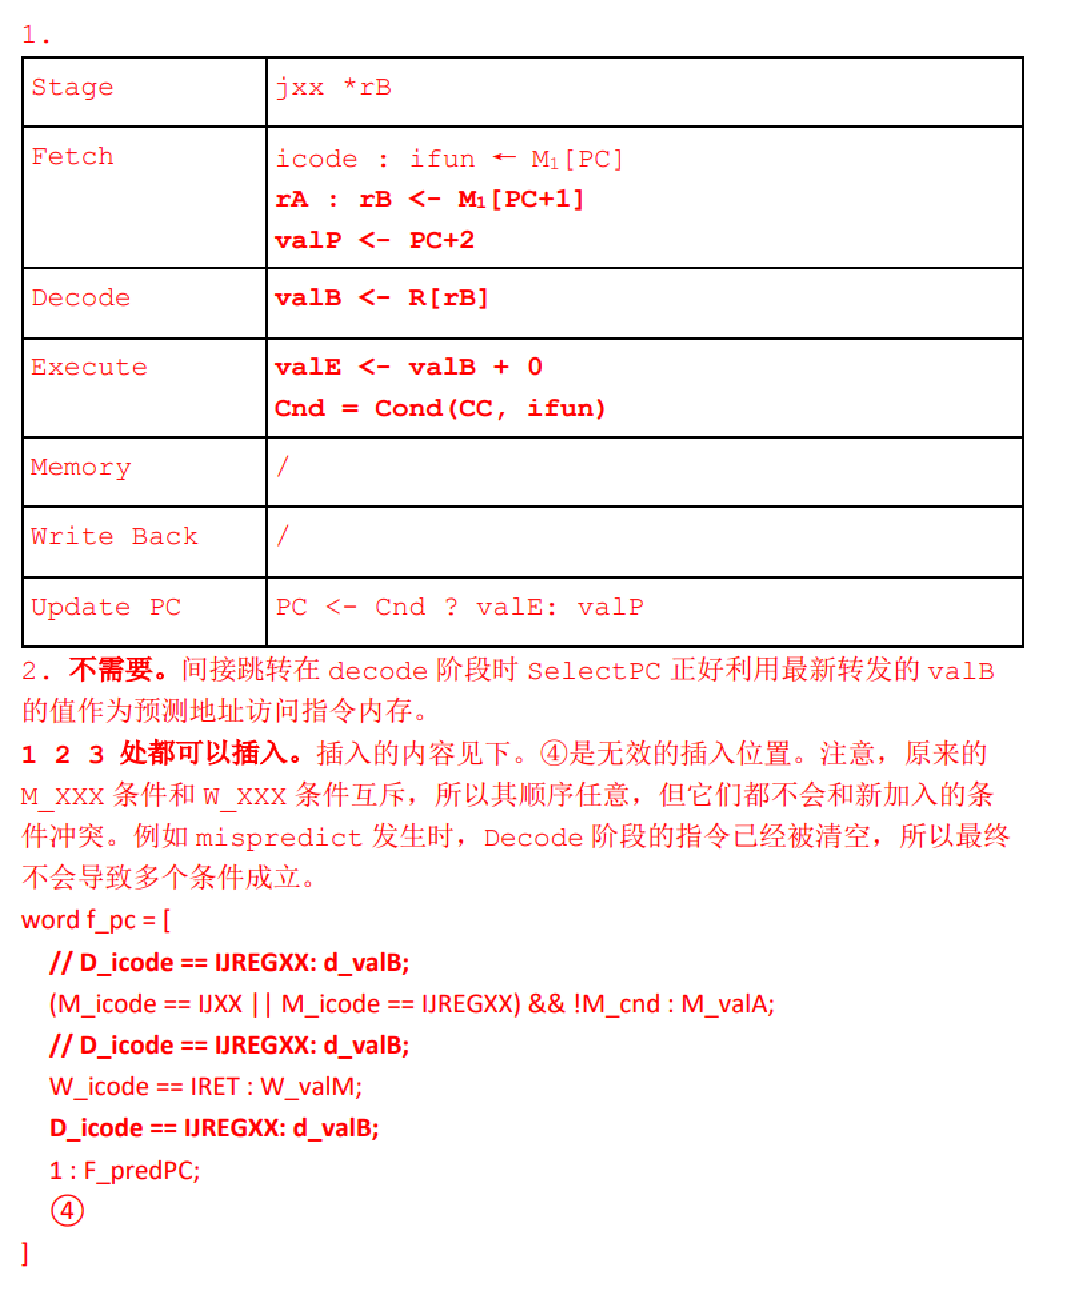 1.
Stage jxx *rB
Fetch icode : ifun ← M₁[PC]
rA : rB <- M₁[PC+1]
valP <- PC+2
Decode valB <- R[rB]
Execute valE <- valB + 0
Cnd = Cond(CC, ifun)
Memory /
Write Back /
Update PC PC <- Cnd ? valE: valP
2. 不需要。间接跳转在 decode 阶段时 SelectPC 正好利用最新转发的 valB
的值作为预测地址访问指令内存。
1 2 3 处都可以插入。插入的内容见下。④是无效的插入位置。注意，原来的
M_XXX 条件和 W_XXX 条件互斥，所以其顺序任意，但它们都不会和新加入的条
件冲突。例如 mispredict 发生时，Decode 阶段的指令已经被清空，所以最终
不会导致多个条件成立。
word f_pc = [
// D_icode == IJREGXX: d_valB;
(M_icode == IJXX || M_icode == IJREGXX) && !M_cnd : M_valA;
// D_icode == IJREGXX: d_valB;
W_icode == IRET : W_valM;
D_icode == IJREGXX: d_valB;
1 : F_predPC;
④
]